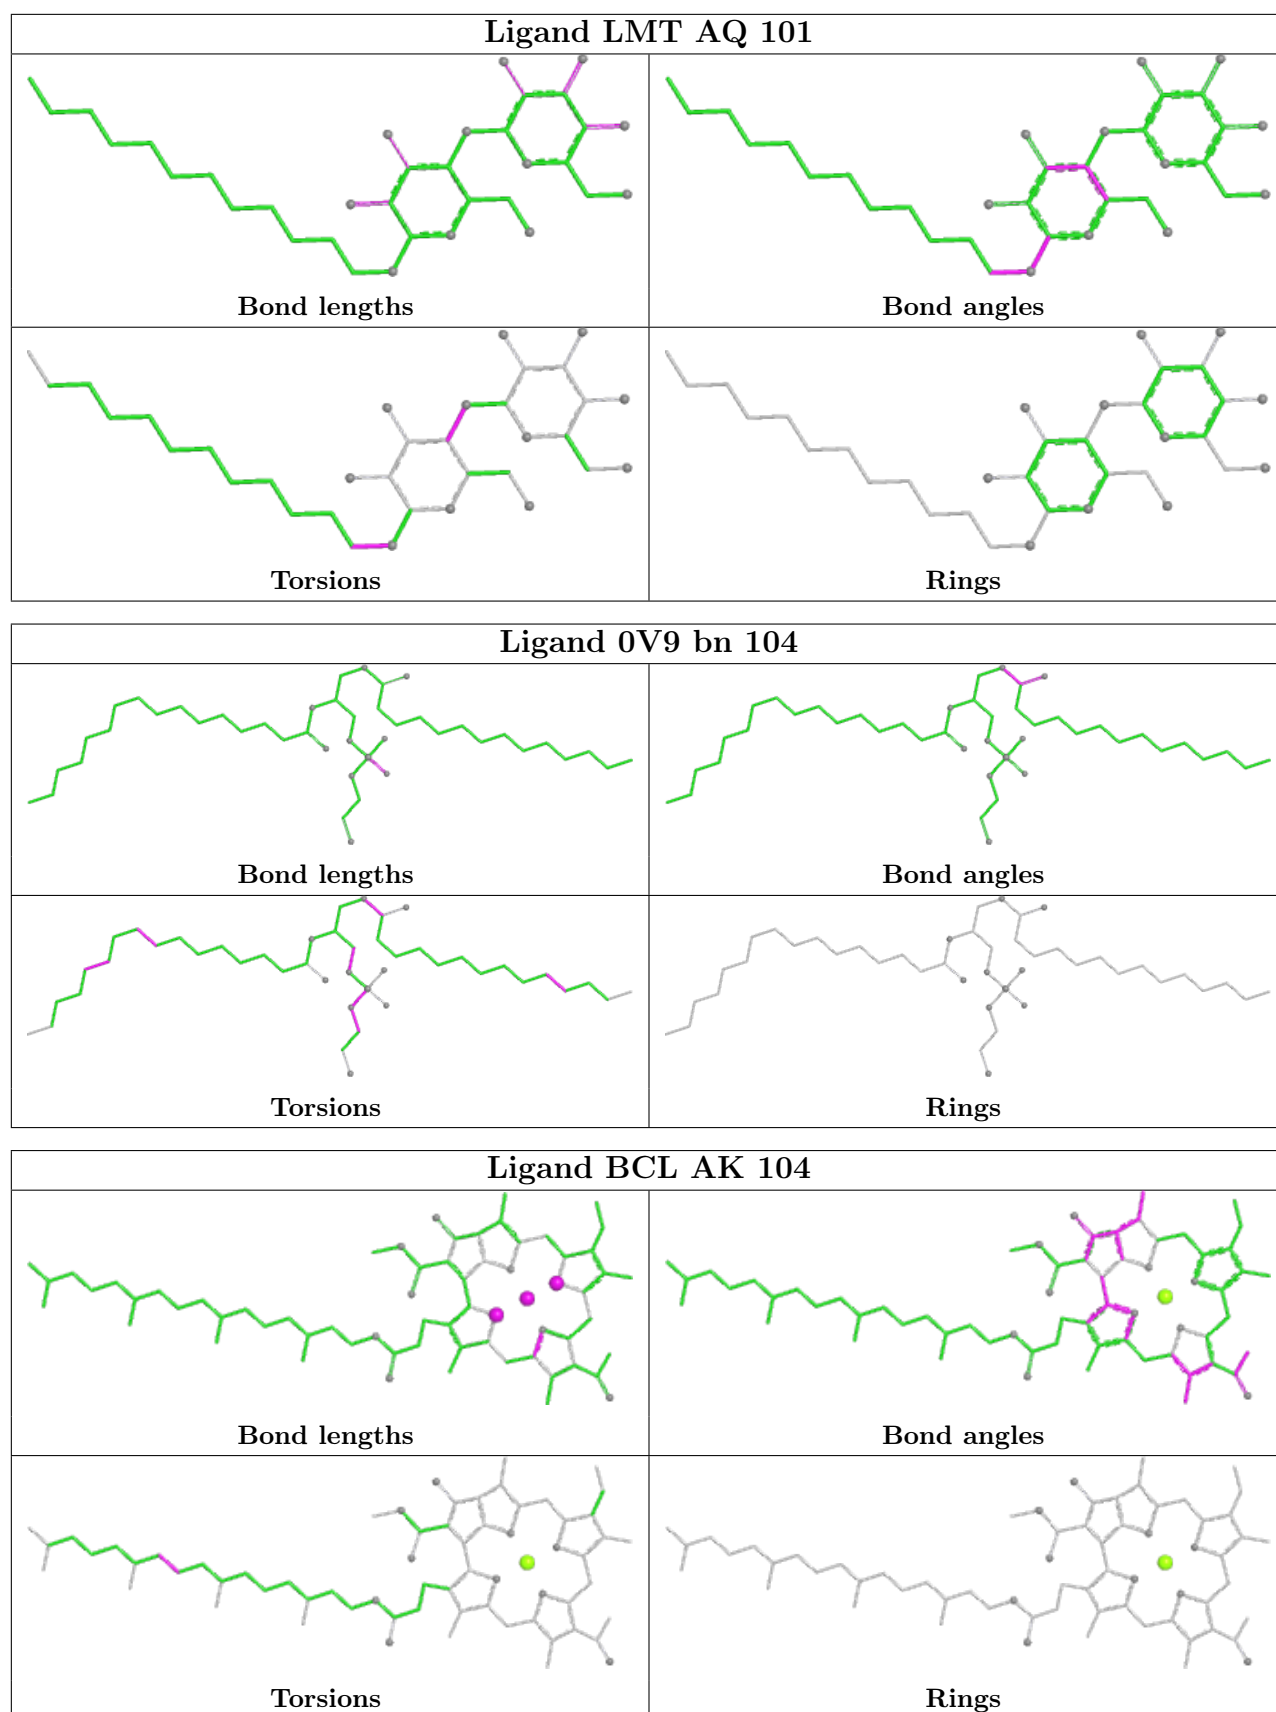 Ligand LMT AQ 101
Bond lengths
Bond angles
Torsions
Rings
Ligand 0V9 bn 104
Bond lengths
Bond angles
Torsions
Rings
Ligand BCL AK 104
Bond lengths
Bond angles
Torsions
Rings